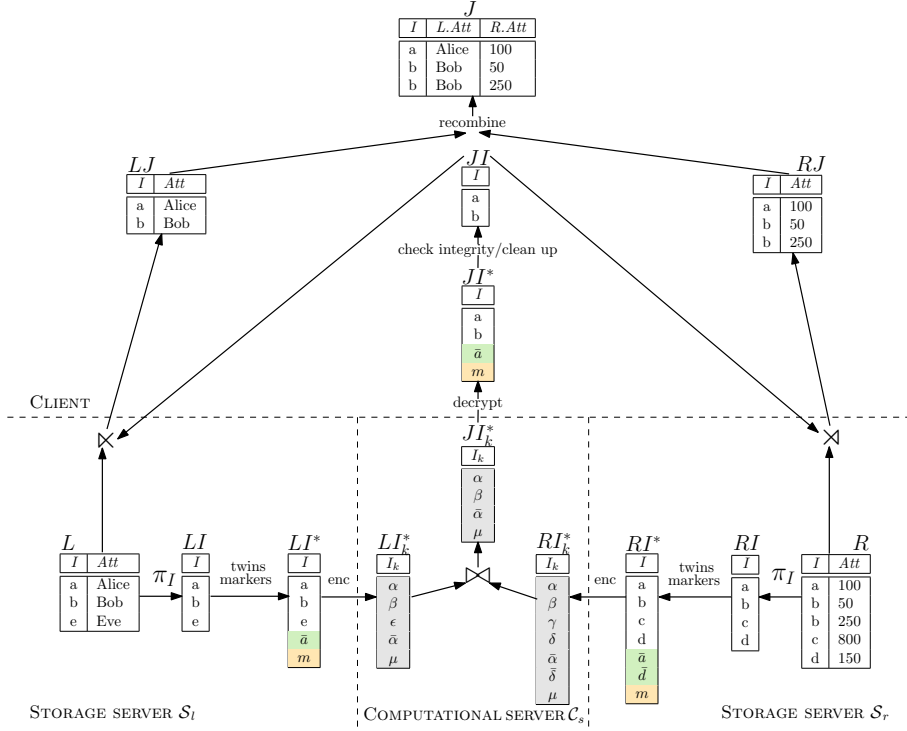 J
I L.Att R.Att
a Alice 100
b Bob 50
b Bob 250
recombine
LJ
I Att
a Alice
b Bob
JI
I
a
b
RJ
I Att
a 100
b 50
b 250
check integrity/clean up
JI*
I
a
b
ā
m
CLIENT
decrypt
JI*ₖ
Iₖ
α
β
ᾱ
μ
L
I Att
a Alice
b Bob
e Eve
π_I
LI
I
a
b
e
twins
markers
LI*
I
a
b
e
ā
m
enc
LI*ₖ
Iₖ
α
β
ϵ
ᾱ
μ
RI*ₖ
Iₖ
α
β
γ
δ
ᾱ
δ̄
μ
enc
RI*
I
a
b
c
d
ā
d̄
m
twins
markers
RI
I
a
b
c
d
π_I
R
I Att
a 100
b 50
b 250
c 800
d 150
STORAGE SERVER 𝒮ₗ
COMPUTATIONAL SERVER 𝒞ₛ
STORAGE SERVER 𝒮ᵣ